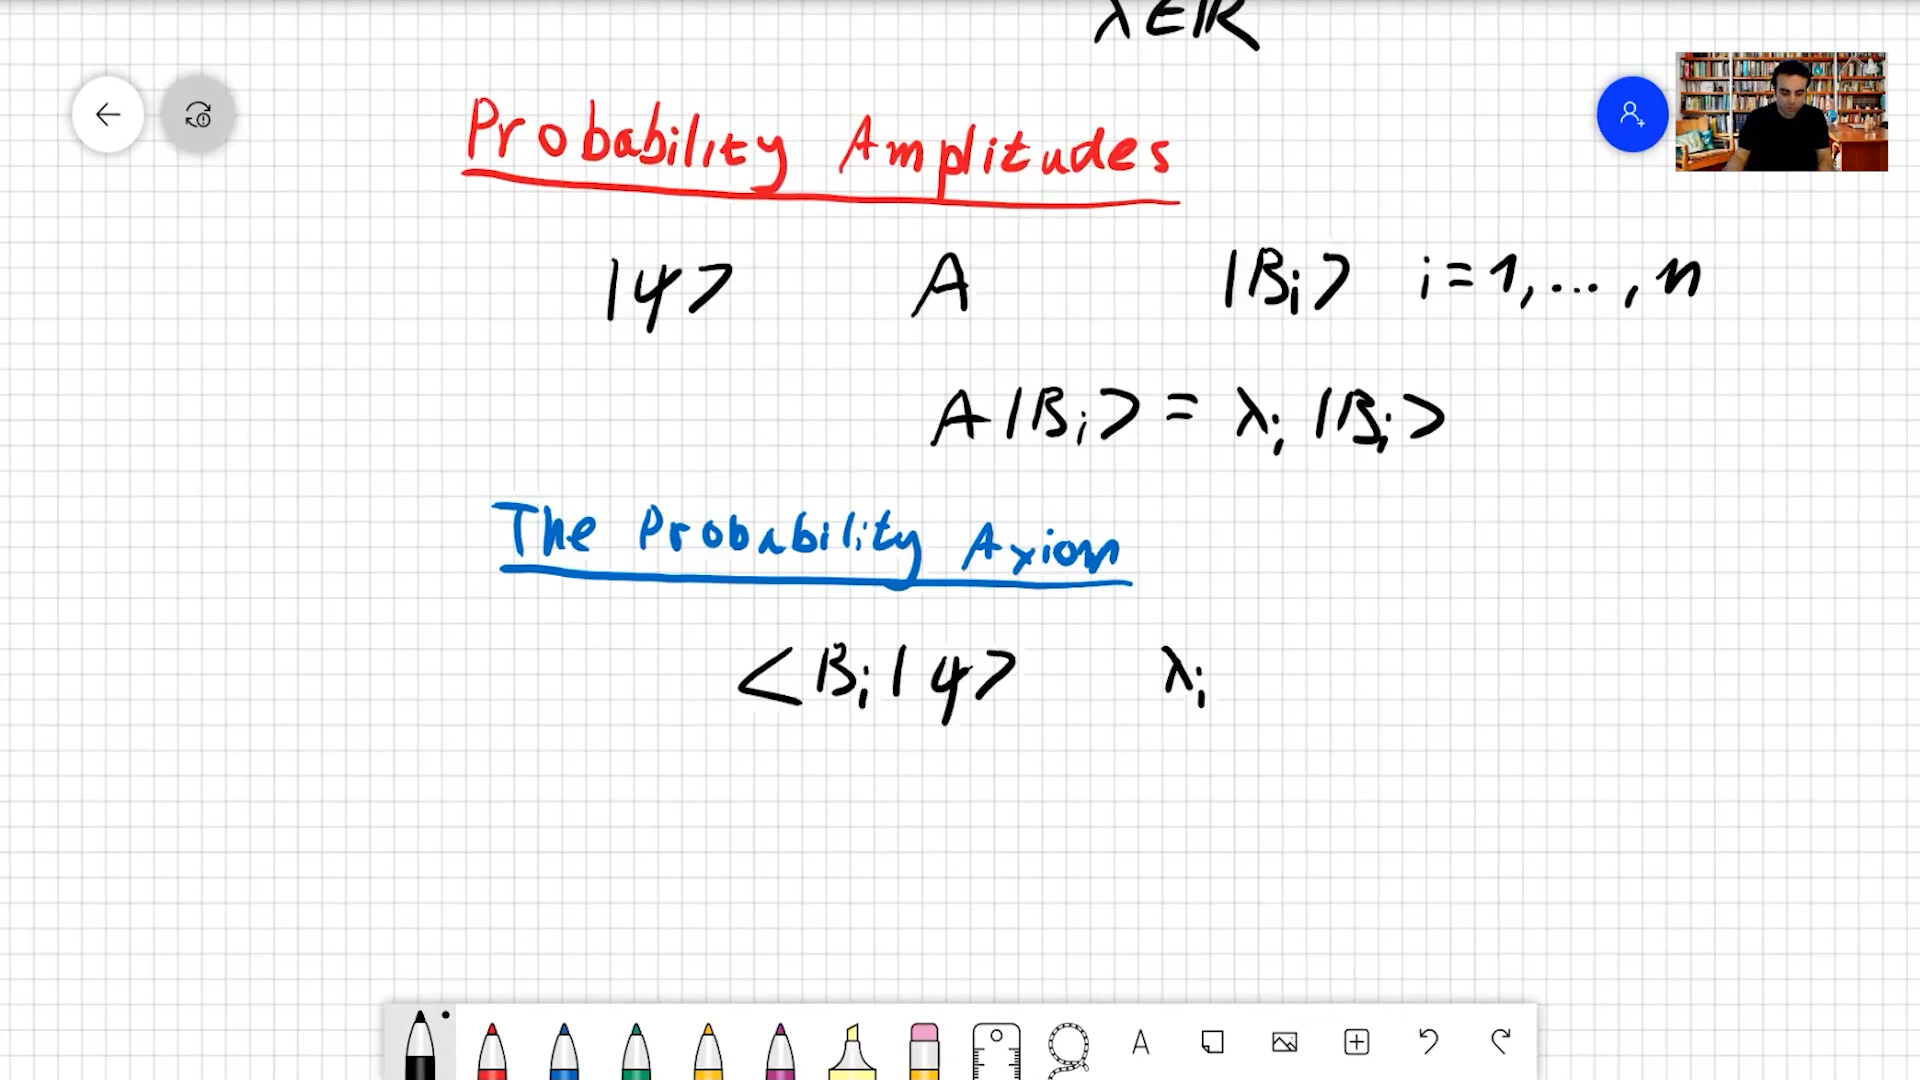 λ∈ℝ
Probability Amplitudes
|ψ> A |Bᵢ> i=1,...,n
A|Bᵢ> = λᵢ |Bᵢ>
The Probability Axiom
<Bᵢ|ψ> λᵢ
A